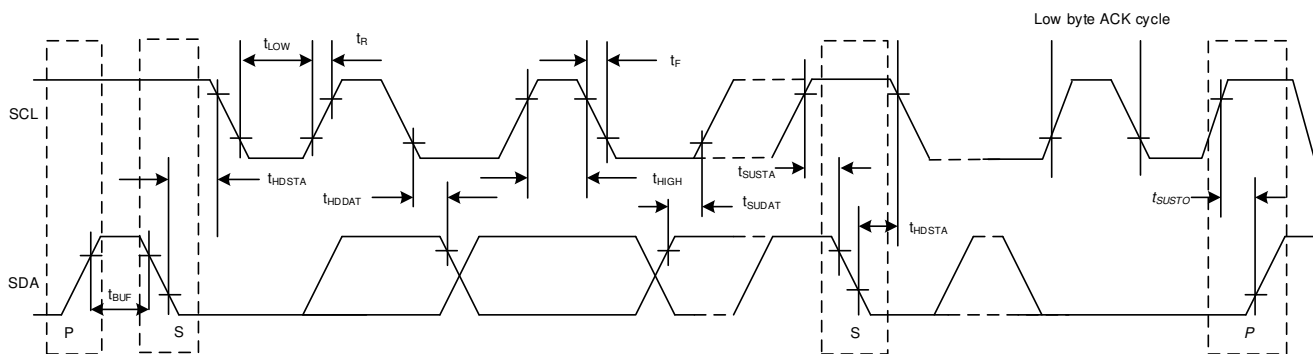 Low byte ACK cycle
tLOW
tR
tF
SCL
tHDSTA
tHDDAT
tHIGH
tSUDAT
tSUSTA
tSUSTO
tHDSTA
SDA
tBUF
P
S
S
P